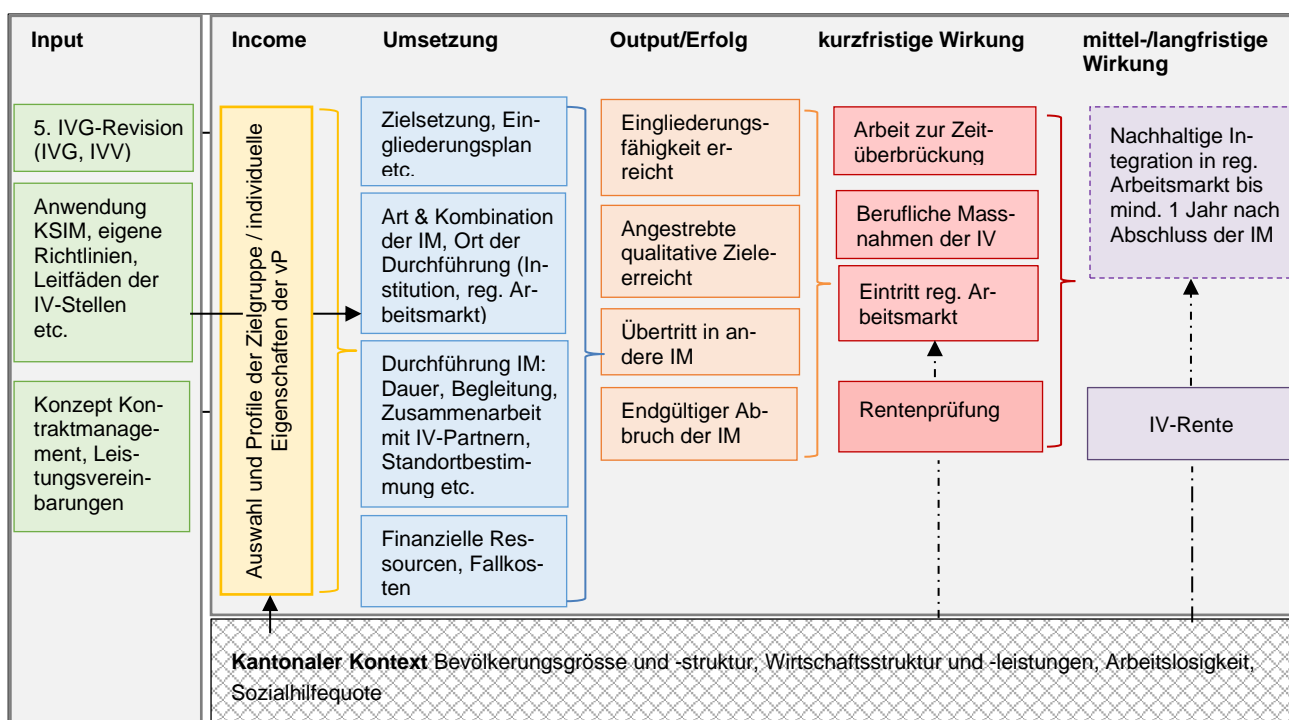 Input
Income
Umsetzung
Output/Erfolg
kurzfristige Wirkung
mittel-/langfristige
Wirkung
5. IVG-Revision
(IVG, IVV)
Anwendung
KSIM, eigene
Richtlinien,
Leitfäden der
IV-Stellen
etc.
Konzept Kon-
traktmanage-
ment, Leis-
tungsverein-
barungen
Auswahl und Profile der Zielgruppe / individuelle
Eigenschaften der vP
Zielsetzung, Ein-
gliederungsplan
etc.
Art & Kombination
der IM, Ort der
Durchführung (In-
stitution, reg. Ar-
beitsmarkt)
Durchführung IM:
Dauer, Begleitung,
Zusammenarbeit
mit IV-Partnern,
Standortbestim-
mung etc.
Finanzielle Res-
sourcen, Fallkos-
ten
Eingliederungs-
fähigkeit er-
reicht
Angestrebte
qualitative Ziele-
erreicht
Übertritt in an-
dere IM
Endgültiger Ab-
bruch der IM
Arbeit zur Zeit-
überbrückung
Berufliche Mass-
nahmen der IV
Eintritt reg. Ar-
beitsmarkt
Rentenprüfung
Nachhaltige In-
tegration in reg.
Arbeitsmarkt bis
mind. 1 Jahr nach
Abschluss der IM
IV-Rente
Kantonaler Kontext Bevölkerungsgrösse und -struktur, Wirtschaftsstruktur und -leistungen, Arbeitslosigkeit,
Sozialhilfequote